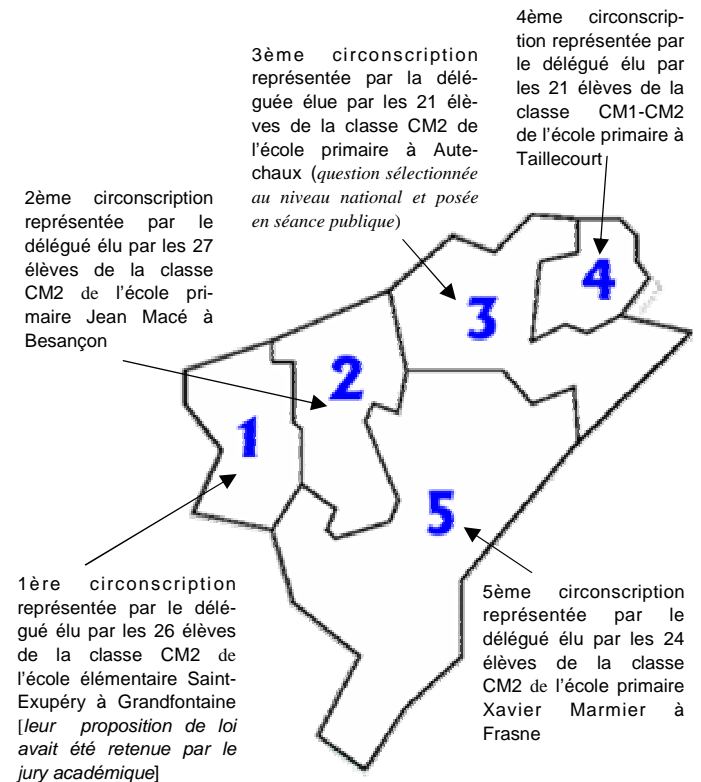 4ème circonscrip-
tion représentée par
le délégué élu par
les 21 élèves de la
classe CM1-CM2
de l'école primaire à
Taillecourt
3ème circonscription
représentée par la délé-
guée élue par les 21 élè-
ves de la classe CM2 de
l'école primaire à Aute-
chaux (question sélectionnée
au niveau national et posée
en séance publique)
2ème circonscription
représentée par le
délégué élu par les 27
élèves de la classe
CM2 de l'école pri-
maire Jean Macé à
Besançon
4
3
2
1
5
1ère circonscription
représentée par le délé-
gué élu par les 26 élèves
de la classe CM2 de
l'école élémentaire Saint-
Exupéry à Grandfontaine
[leur proposition de loi
avait été retenue par le
jury académique]
5ème circonscription
représentée par le
délégué élu par les 24
élèves de la classe
CM2 de l'école primaire
Xavier Marmier à
Frasne